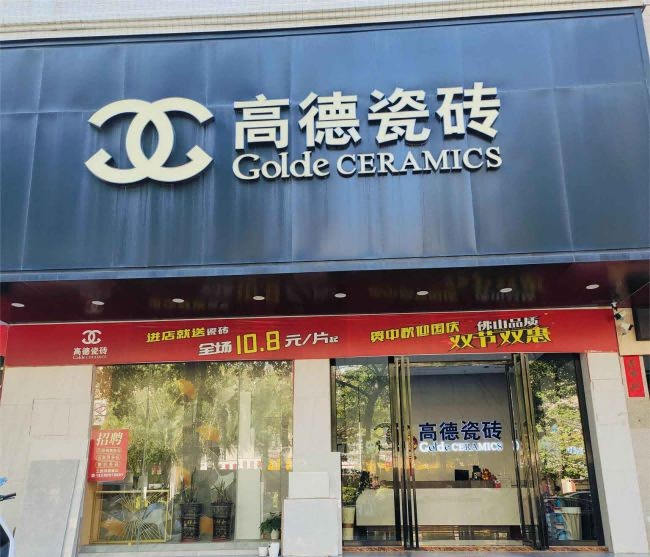 高德瓷砖
Golde CERAMICS
高德瓷砖
Golde CERAMICS
进店就送瓷砖
全场10.8元/片起
贺中秋迎国庆
佛山品质
双节双惠
招聘
高德瓷砖
Golde CERAMICS